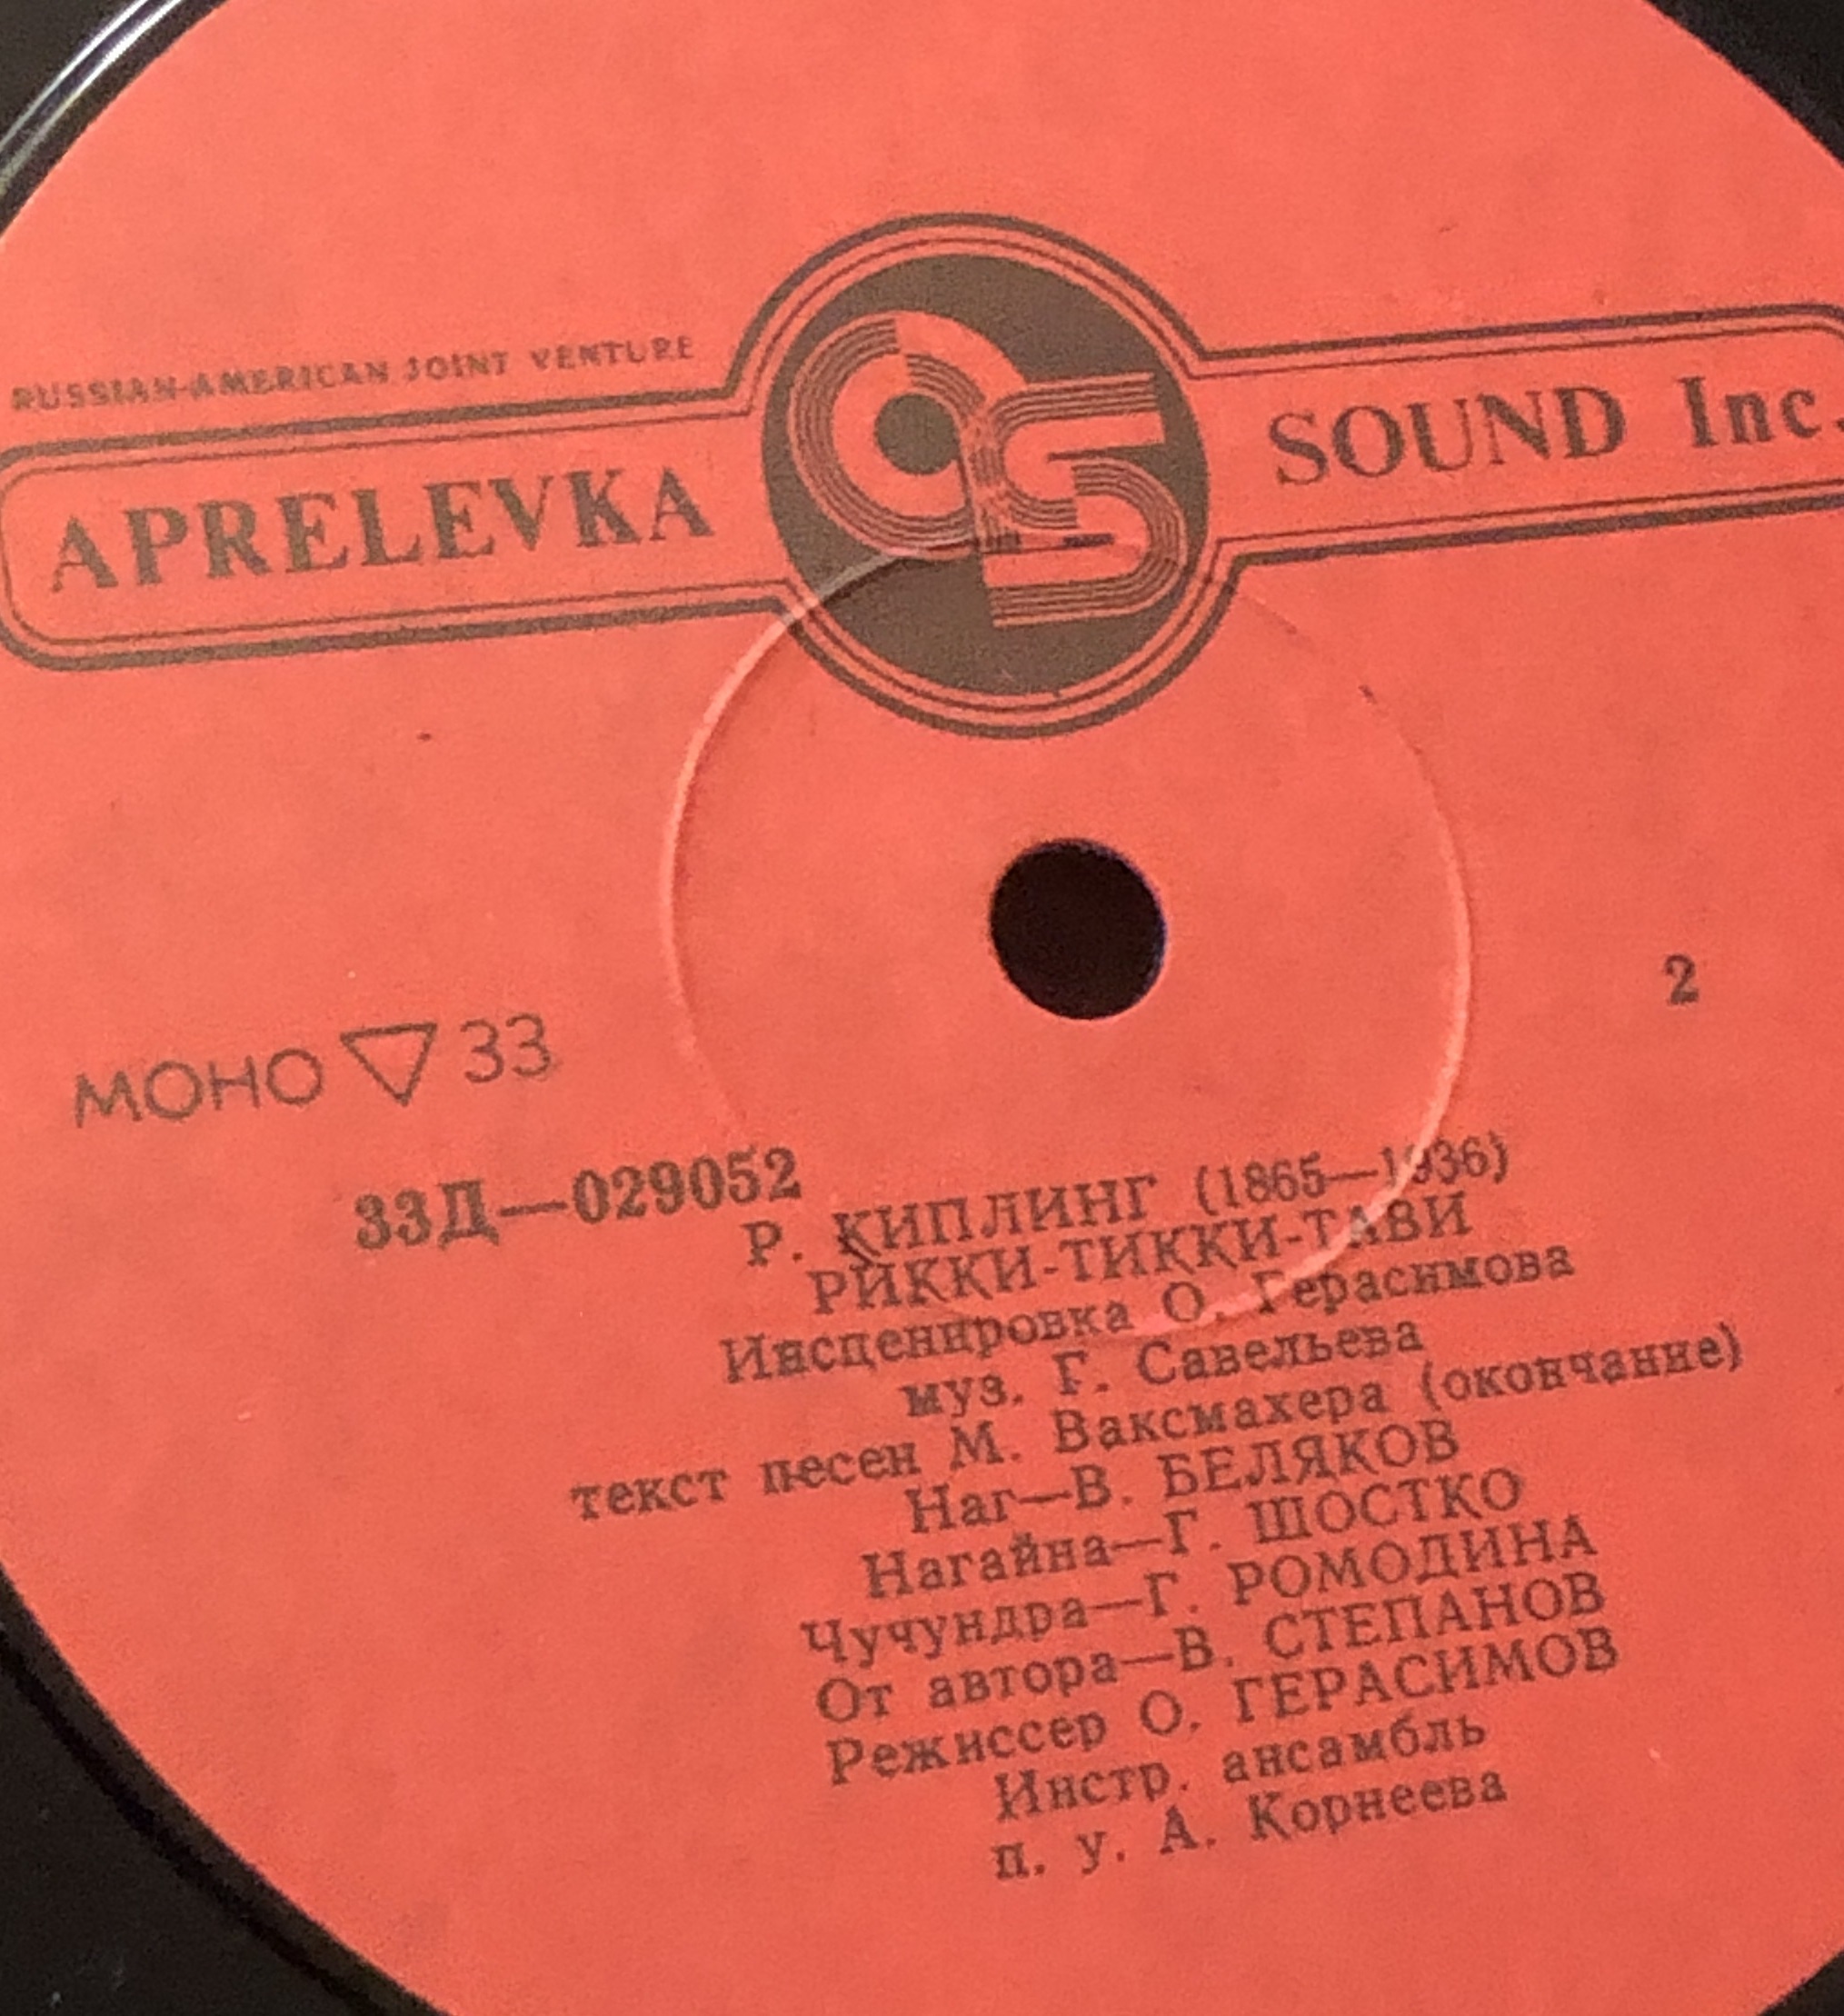 RUSSIAN-AMERICAN JOINT VENTURE
APRELEVKA SOUND Inc.
2
МОНО 33
33Д—029052
Р. КИПЛИНГ (1865—1936)
РИККИ-ТИККИ-ТАВИ
Инсценировка О. Герасимова
муз. Г. Савельева
текст песен М. Ваксмахера (окончание)
Наг—В. БЕЛЯКОВ
Нагайна—Г. ШОСТКО
Чучундра—Г. РОМОДИНА
От автора—В. СТЕПАНОВ
Режиссер О. ГЕРАСИМОВ
Инстр. ансамбль
п. у. А. Корнеева